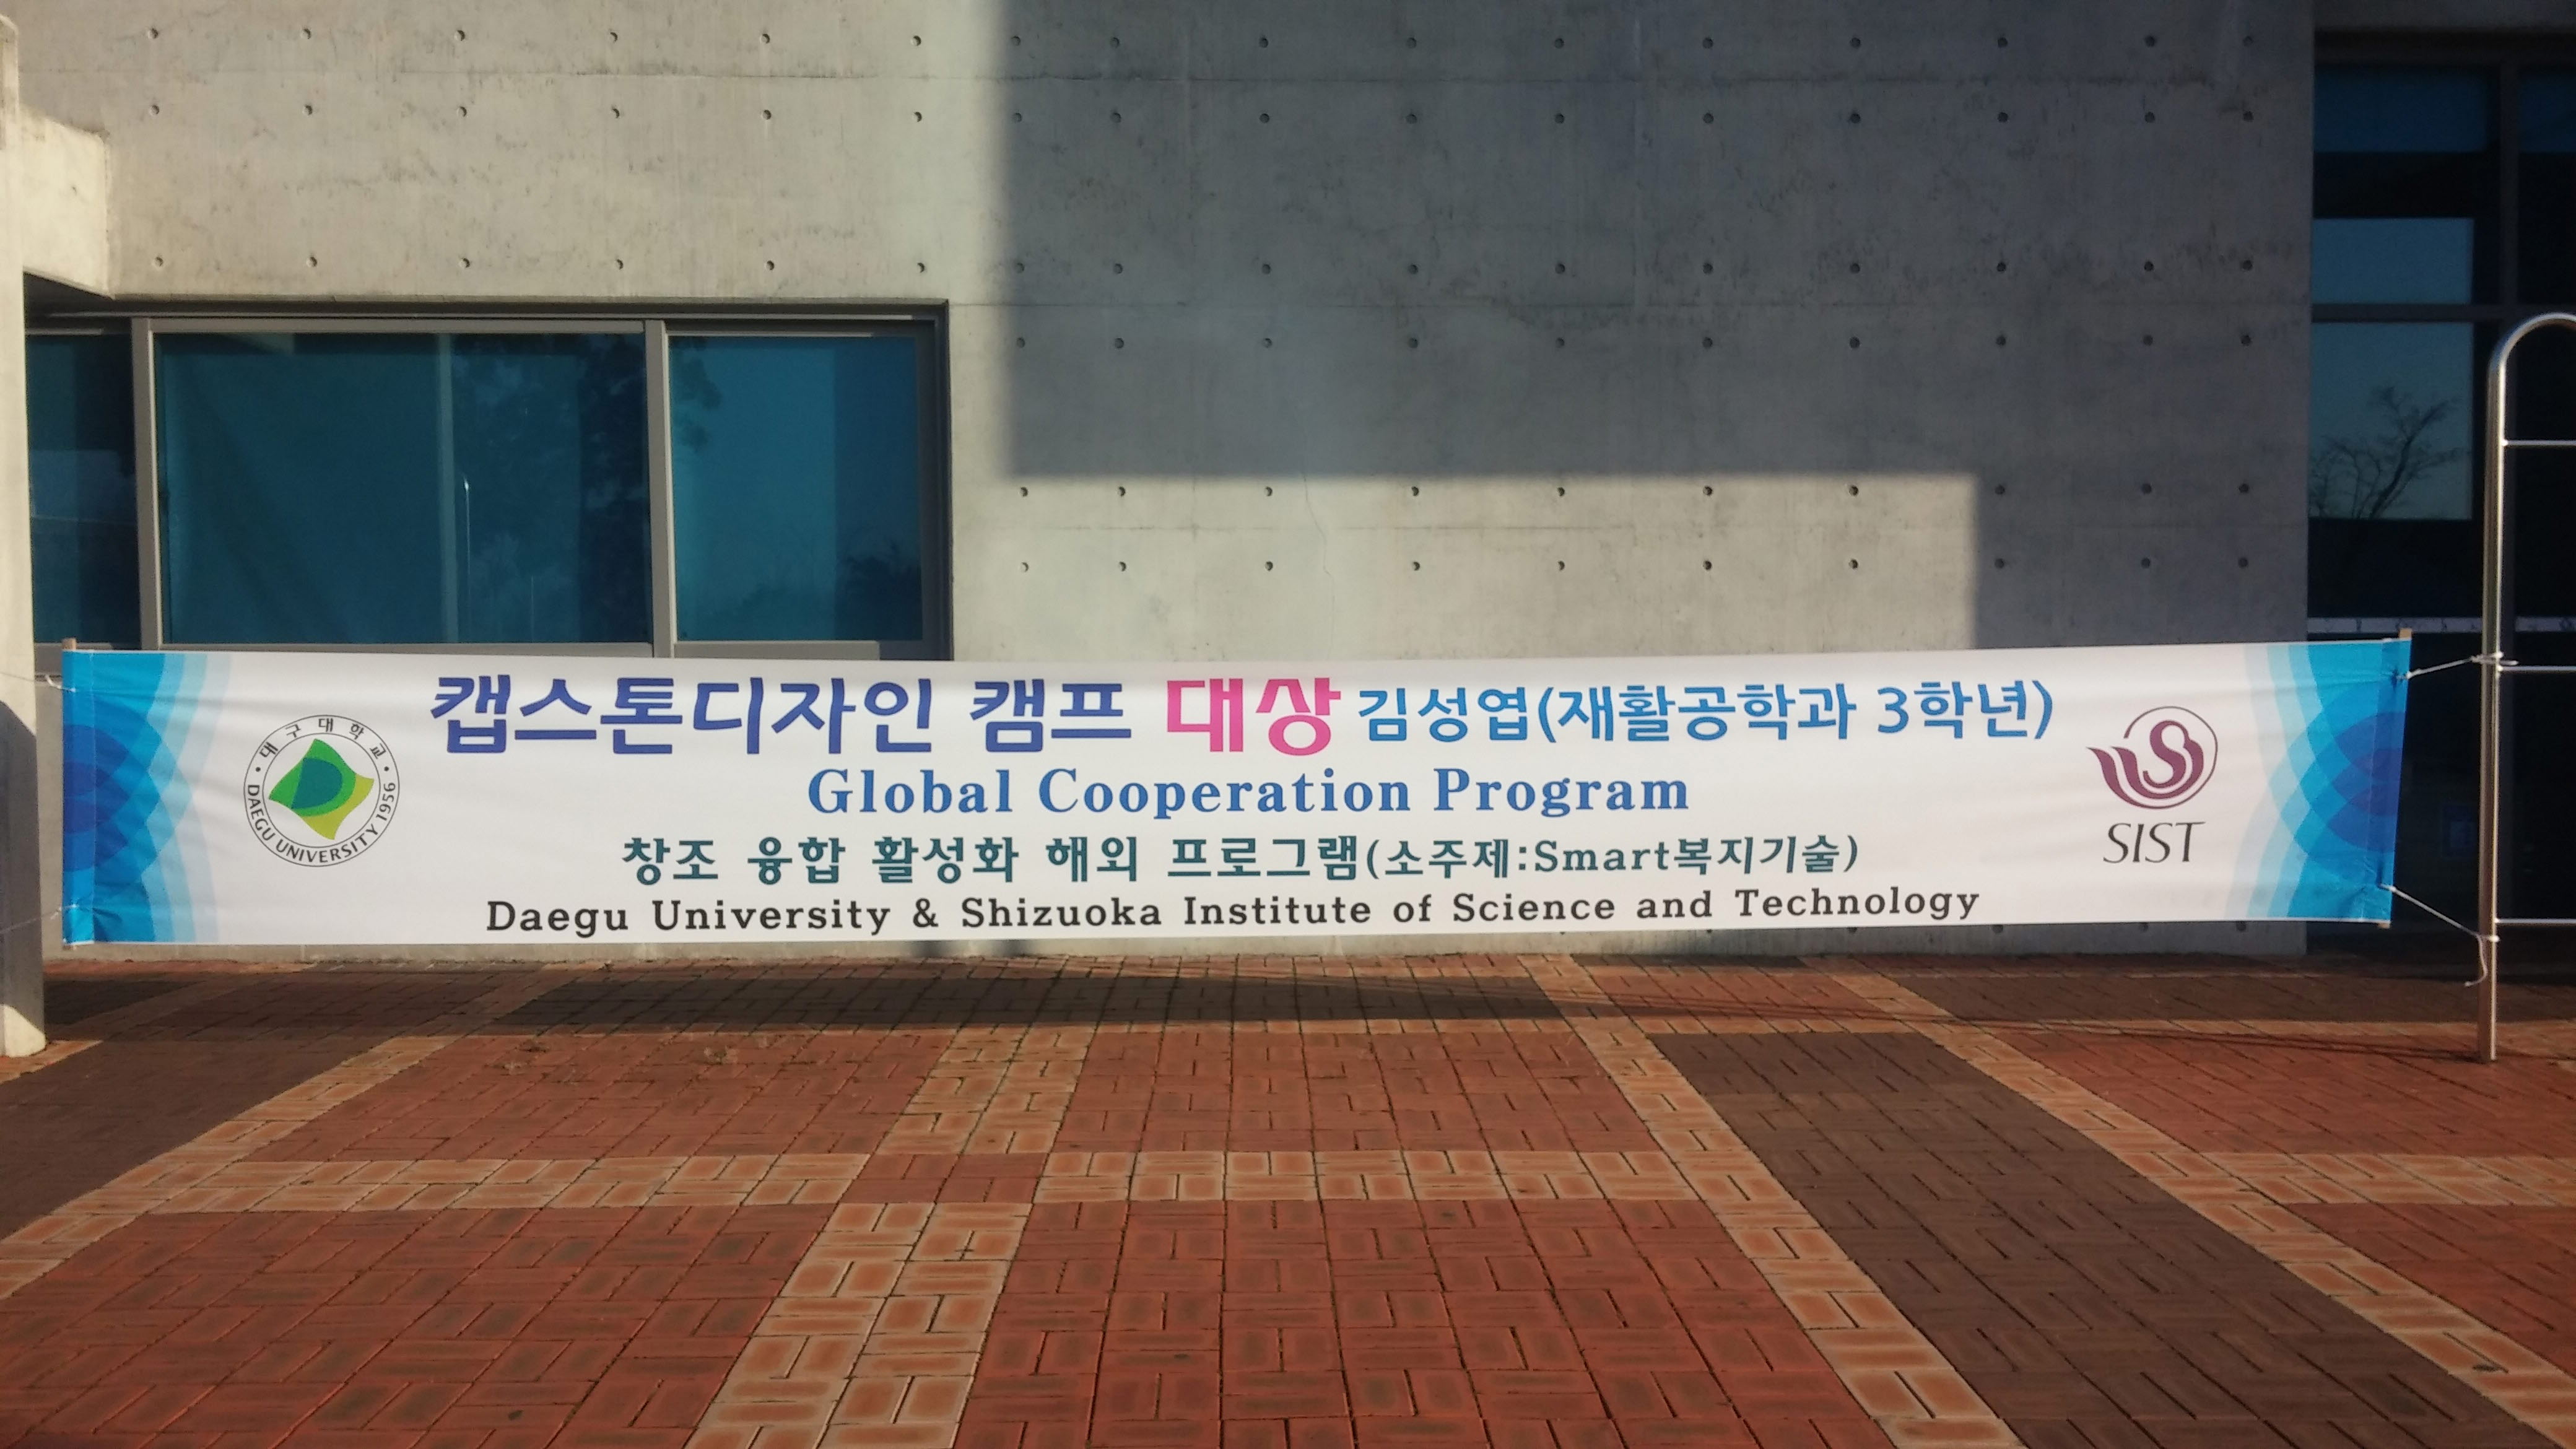 캡스톤디자인 캠프 대상 김성엽(재활공학과 3학년)
Global Cooperation Program
창조 융합 활성화 해외 프로그램(소주제:Smart복지기술)
Daegu University & Shizuoka Institute of Science and Technology
대구대학교
DAEGU UNIVERSITY 1956
S
SIST